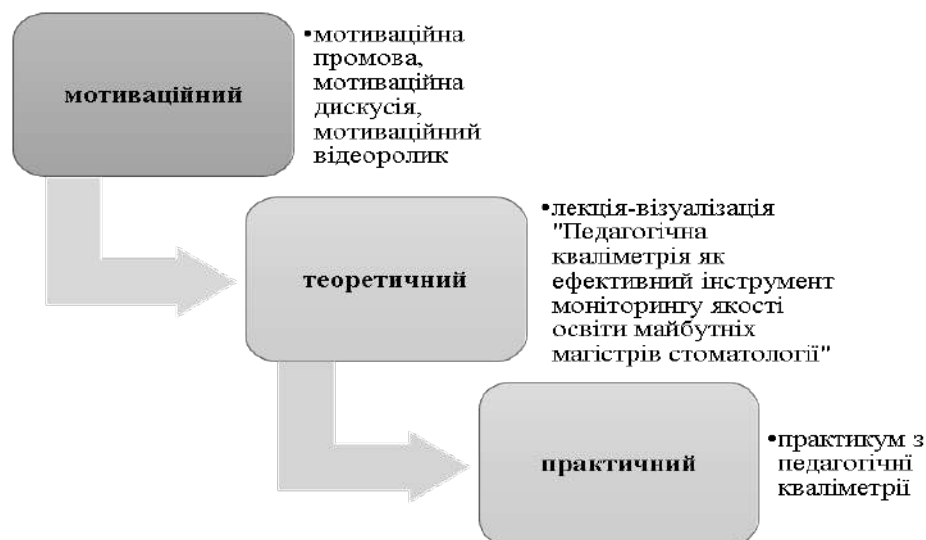 мотиваційний
•мотиваційна
промова,
мотиваційна
дискусія,
мотиваційний
відеоролик
теоретичний
•лекція-візуалізація
"Педагогічна
кваліметрія як
ефективний інструмент
моніторингу якості
освіти майбутніх
магістрів стоматології"
практичний
•практикум з
педагогічні
кваліметрії